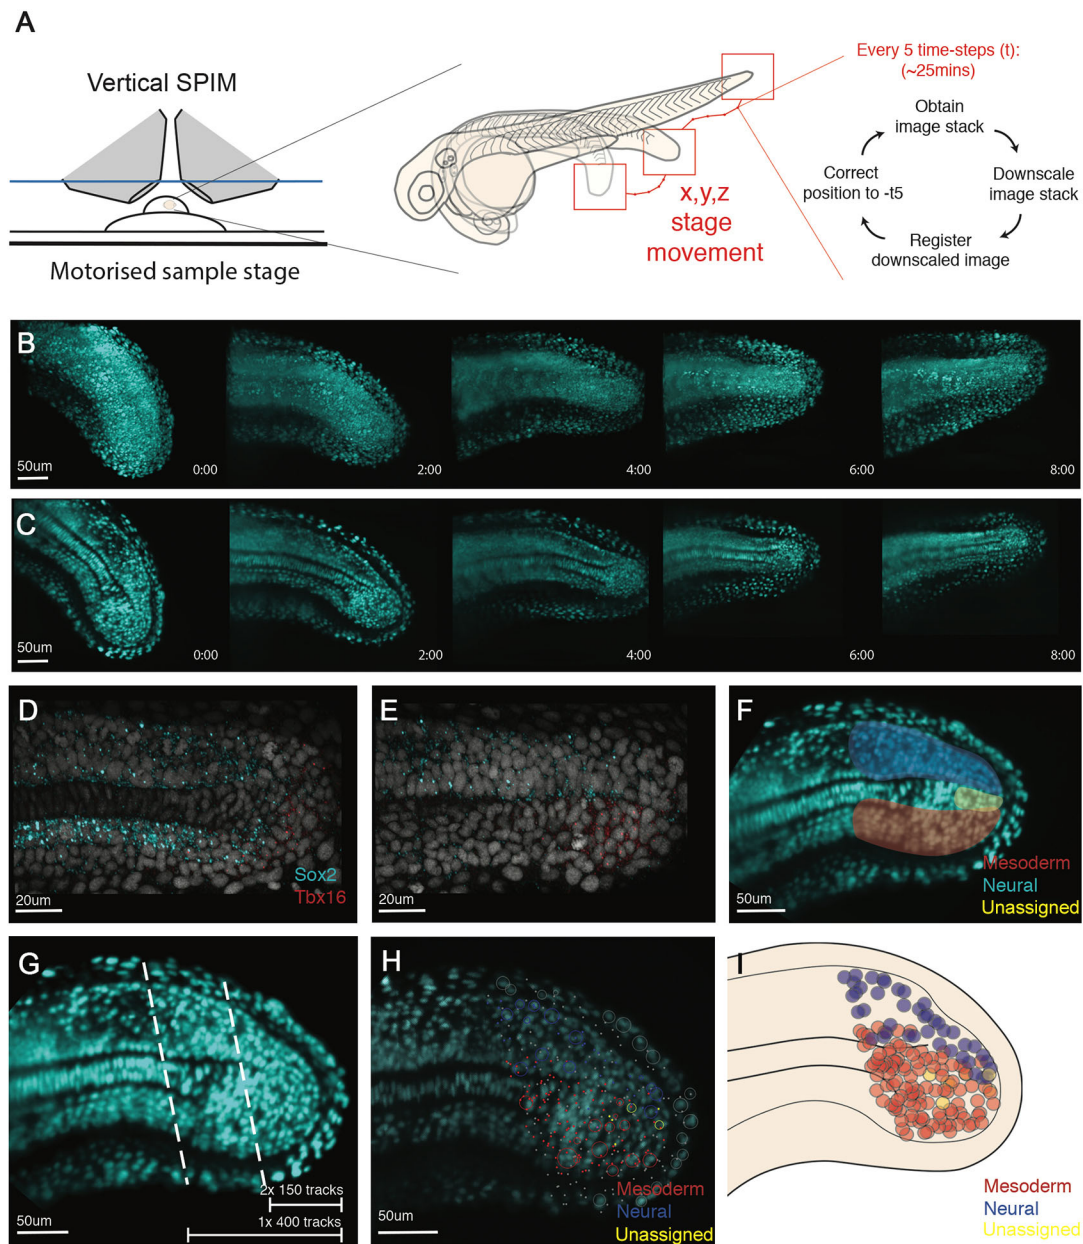 A
Vertical SPIM
Motorised sample stage
x,y,z
stage
movement
Every 5 time-steps (t):
(~25mins)
Obtain
image stack
Downscale
image stack
Register
downscaled image
Correct
position to -t5
B
50um
0:00
2:00
4:00
6:00
8:00
C
50um
0:00
2:00
4:00
6:00
8:00
D
Sox2
Tbx16
20um
E
20um
F
Mesoderm
Neural
Unassigned
50um
G
2x 150 tracks
1x 400 tracks
50um
H
Mesoderm
Neural
Unassigned
50um
I
Mesoderm
Neural
Unassigned